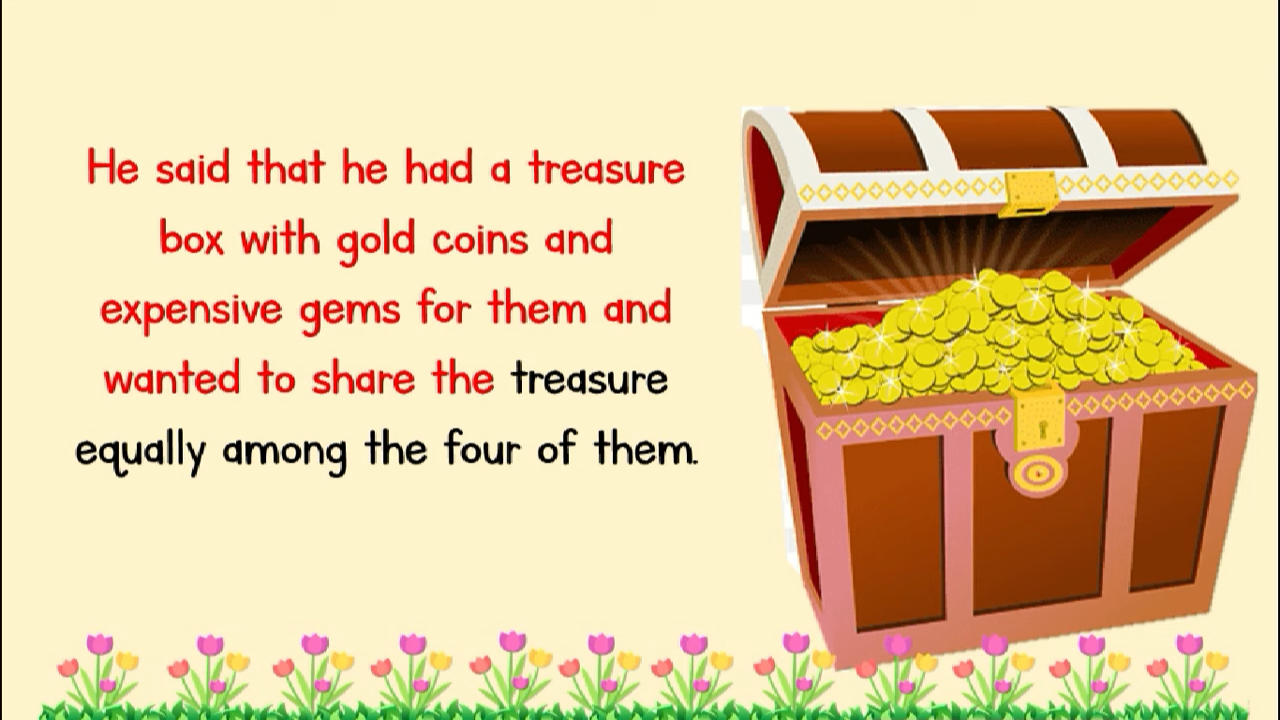 He said that he had a treasure
box with gold coins and
expensive gems for them and
wanted to share the treasure
equally among the four of them.